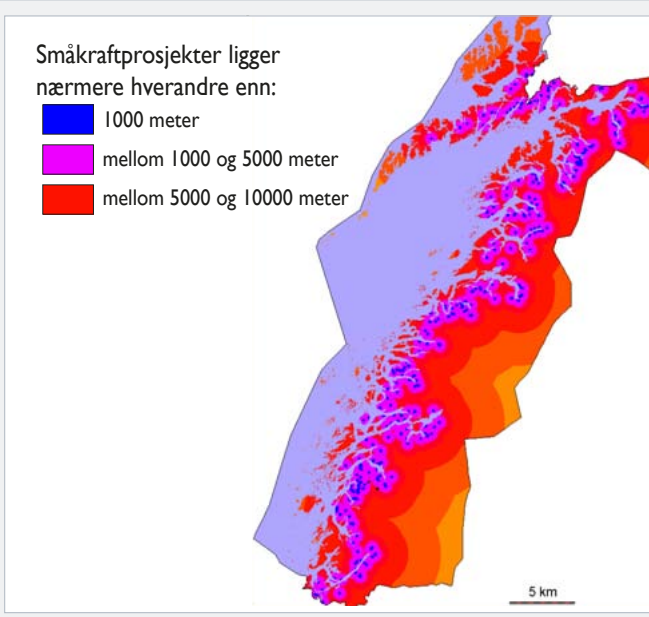 Småkraftprosjekter ligger
nærmere hverandre enn:
1000 meter
mellom 1000 og 5000 meter
mellom 5000 og 10000 meter
5 km